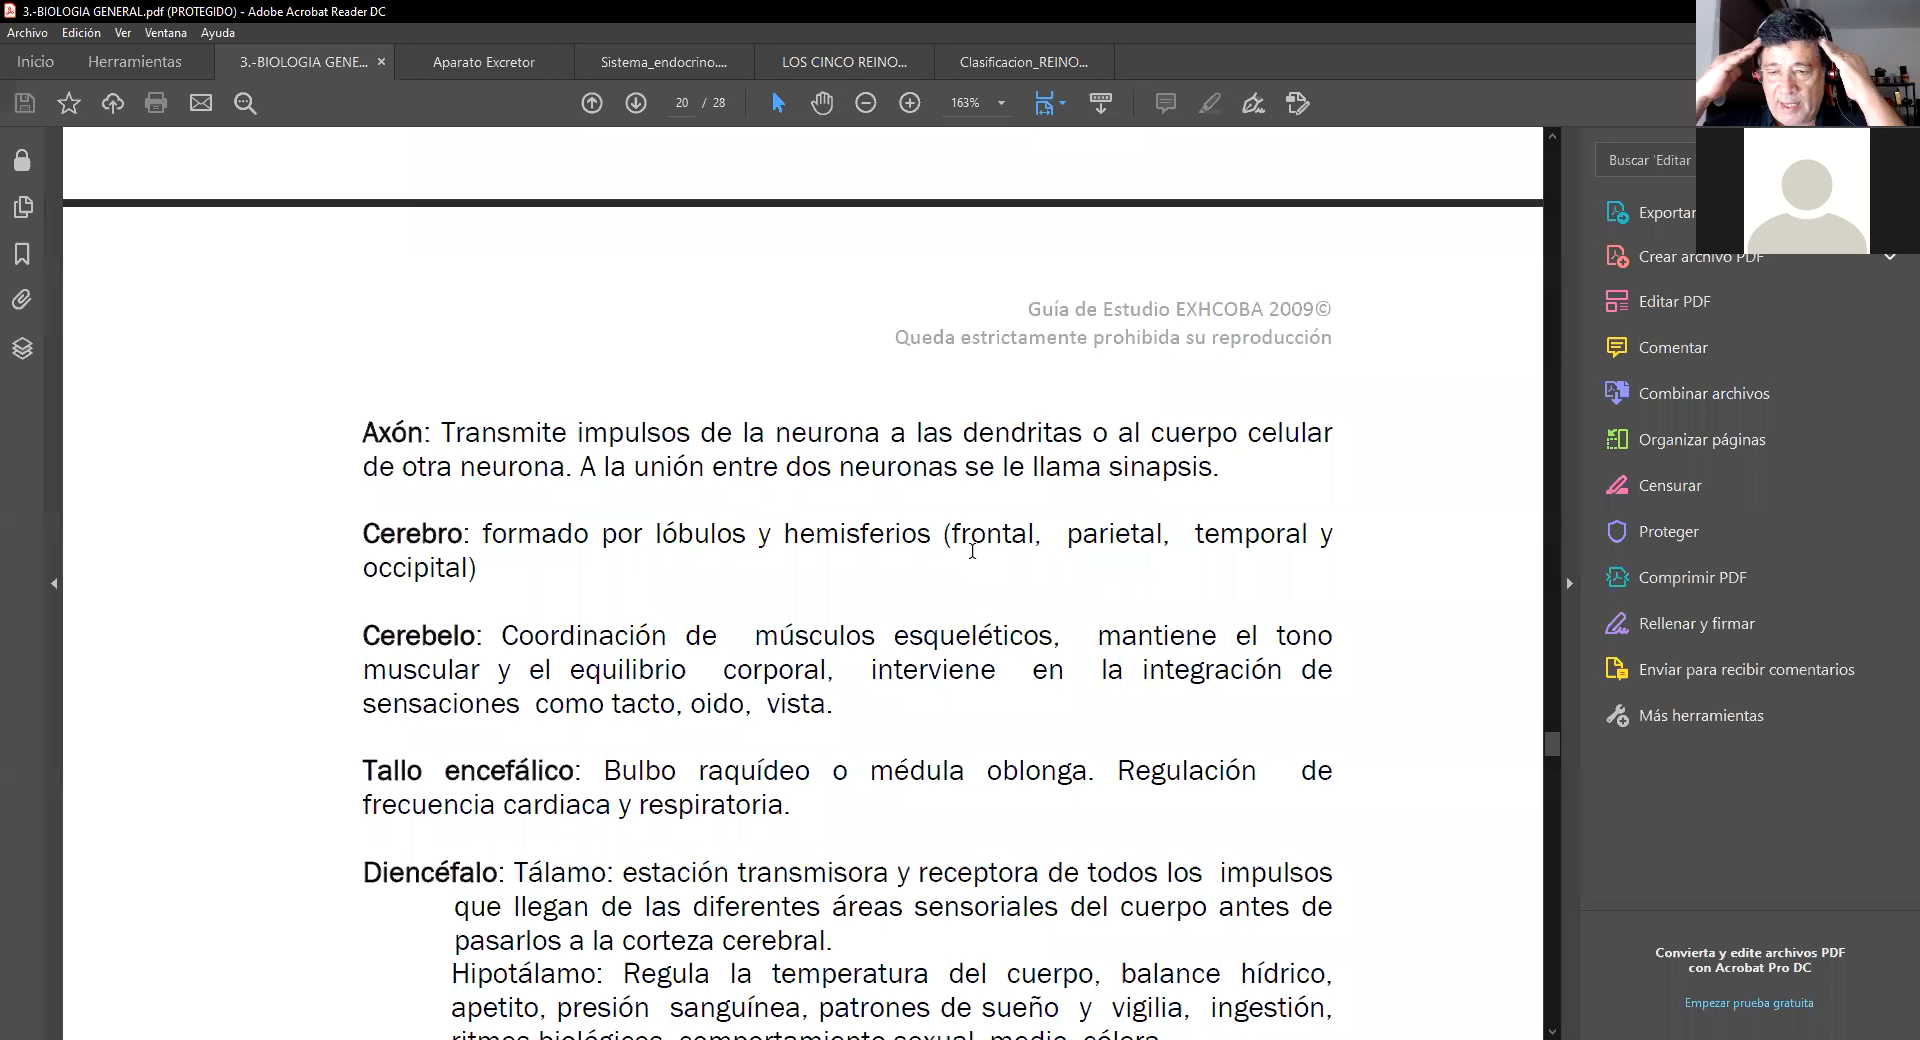 3.-BIOLOGIA GENERAL.pdf (PROTEGIDO) - Adobe Acrobat Reader DC
Archivo Edición Ver Ventana Ayuda
Inicio Herramientas 3.-BIOLOGIA GENE... × Aparato Excretor Sistema_endocrino.... LOS CINCO REINO... Clasificacion_REINO...
20 / 28 163%
Buscar 'Editar
Exportar
Crear archivo PDF
Editar PDF
Comentar
Combinar archivos
Organizar páginas
Censurar
Proteger
Comprimir PDF
Rellenar y firmar
Enviar para recibir comentarios
Más herramientas
Convierta y edite archivos PDF
con Acrobat Pro DC
Empezar prueba gratuita
Guía de Estudio EXHCOBA 2009©
Queda estrictamente prohibida su reproducción
Axón: Transmite impulsos de la neurona a las dendritas o al cuerpo celular
de otra neurona. A la unión entre dos neuronas se le llama sinapsis.
Cerebro: formado por lóbulos y hemisferios (frontal, parietal, temporal y
occipital)
Cerebelo: Coordinación de músculos esqueléticos, mantiene el tono
muscular y el equilibrio corporal, interviene en la integración de
sensaciones como tacto, oido, vista.
Tallo encefálico: Bulbo raquídeo o médula oblonga. Regulación de
frecuencia cardiaca y respiratoria.
Diencéfalo: Tálamo: estación transmisora y receptora de todos los impulsos
que llegan de las diferentes áreas sensoriales del cuerpo antes de
pasarlos a la corteza cerebral.
Hipotálamo: Regula la temperatura del cuerpo, balance hídrico,
apetito, presión sanguínea, patrones de sueño y vigilia, ingestión,
ritmos biológicos, comportamiento sexual, medio, cólera